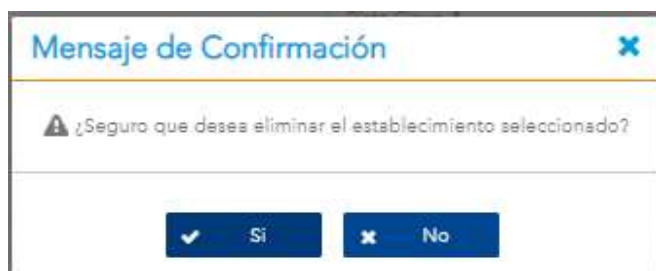 Mensaje de Confirmación
¿Seguro que desea eliminar el establecimiento seleccionado?
Si No